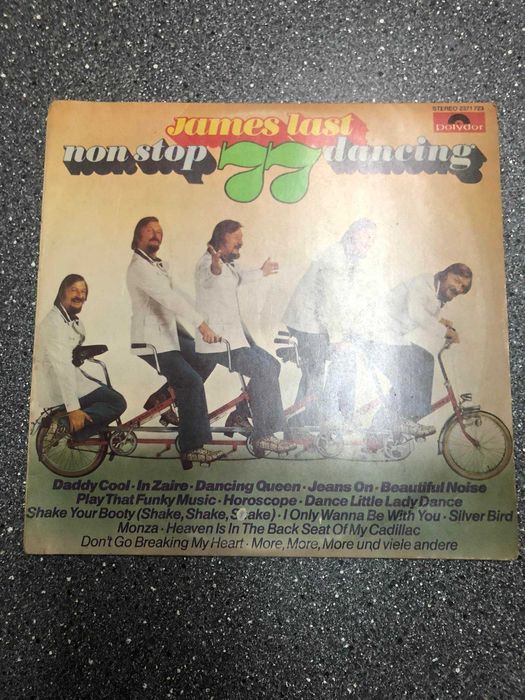 STEREO 2371 723
polydor
james last
non stop 77 dancing
Daddy Cool · In Zaire · Dancing Queen · Jeans On · Beautiful Noise
Play That Funky Music · Horoscope · Dance Little Lady Dance
Shake Your Booty (Shake, Shake, Shake) · I Only Wanna Be With You · Silver Bird
Monza · Heaven Is In The Back Seat Of My Cadillac
Don't Go Breaking My Heart · More, More, More und viele andere